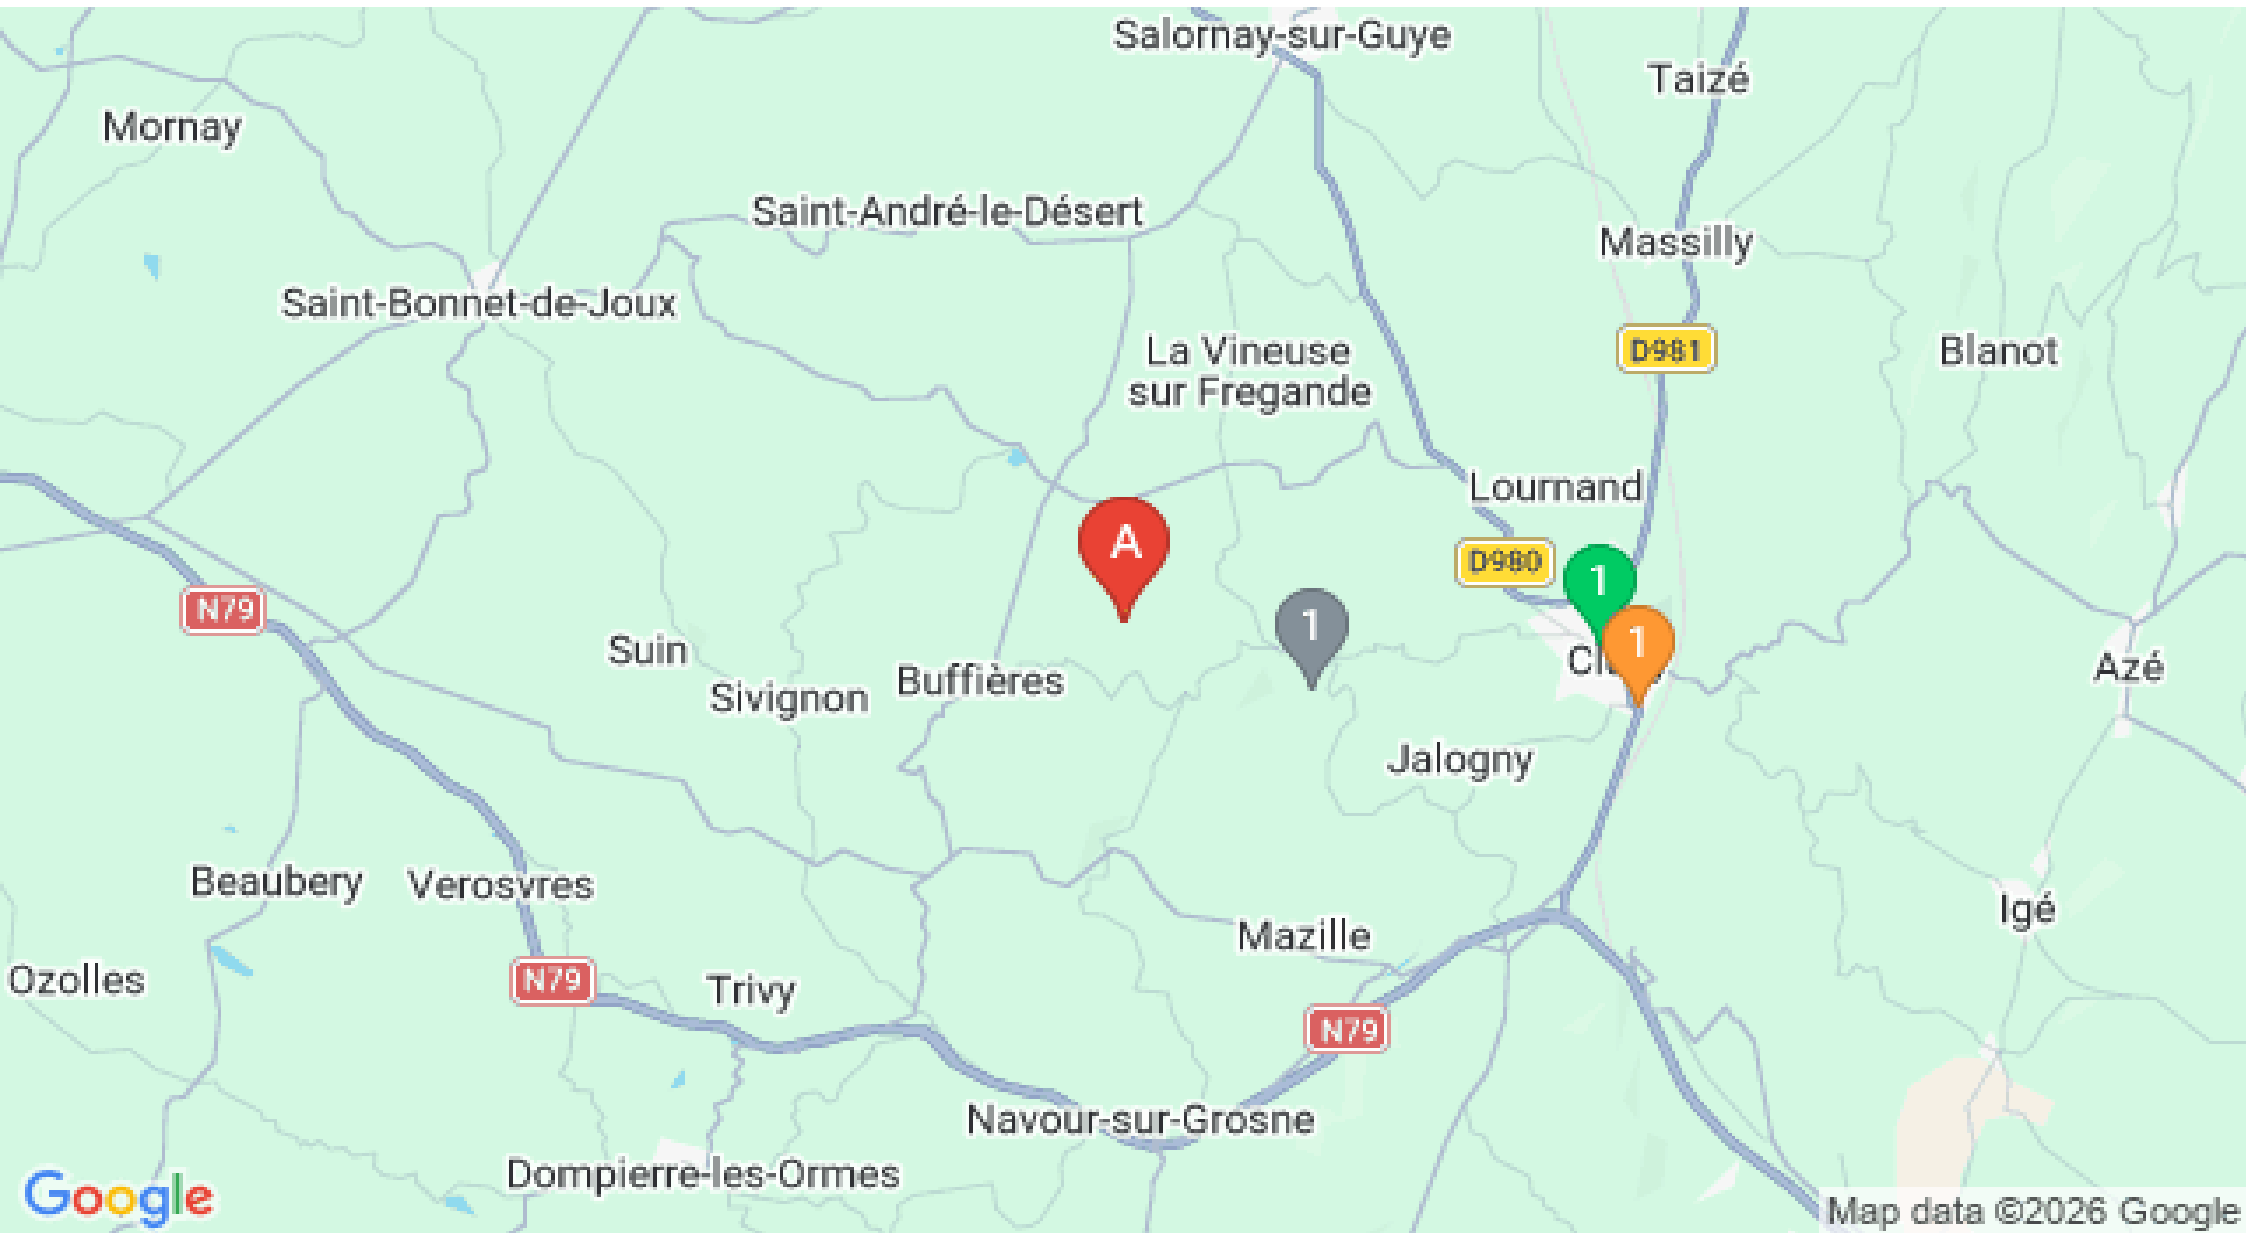 Salornay-sur-Guye
Taizé
Mornay
Saint-André-le-Désert
Massilly
Saint-Bonnet-de-Joux
La Vineuse
sur Fregande
D981
Blanot
Lournand
A
D980
1
N79
1
1
Suin
Buffières
Sivignon
Azé
Jalogny
Beaubery
Verosvres
Igé
Mazille
Ozolles
N79
Trivy
N79
Navour-sur-Grosne
Dompierre-les-Ormes
Google
Map data ©2026 Google